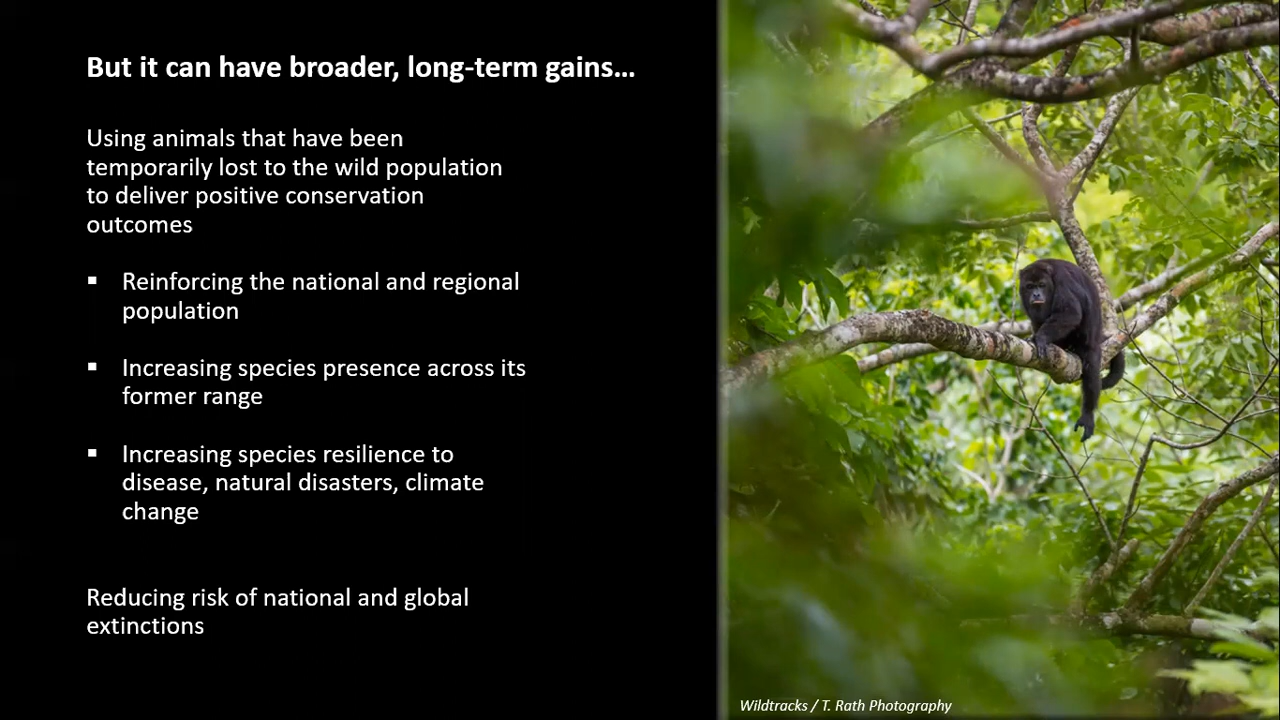 But it can have broader, long-term gains...
Using animals that have been
temporarily lost to the wild population
to deliver positive conservation
outcomes
▪ Reinforcing the national and regional
population
▪ Increasing species presence across its
former range
▪ Increasing species resilience to
disease, natural disasters, climate
change
Reducing risk of national and global
extinctions
Wildtracks / T. Rath Photography